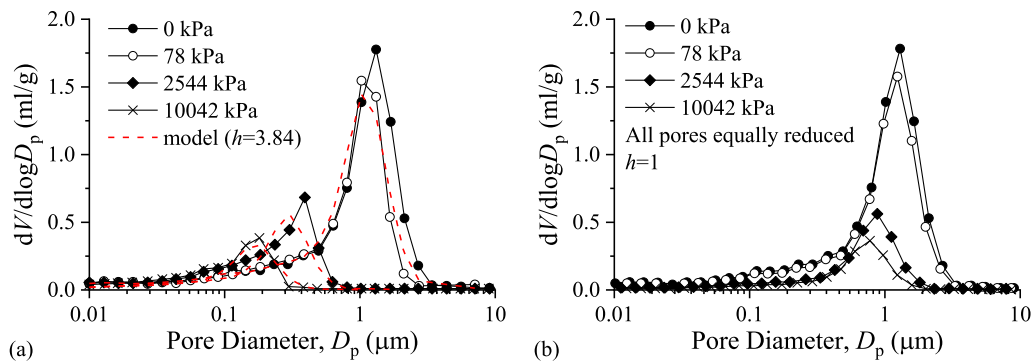 2.0
1.5
1.0
0.5
0.0
dV/dlogDp (ml/g)
0 kPa
78 kPa
2544 kPa
10042 kPa
model (h=3.84)
0.01 0.1 1 10
Pore Diameter, Dp (μm)
(a)
2.0
1.5
1.0
0.5
0.0
dV/dlogDp (ml/g)
0 kPa
78 kPa
2544 kPa
10042 kPa
All pores equally reduced
h=1
0.01 0.1 1 10
Pore Diameter, Dp (μm)
(b)